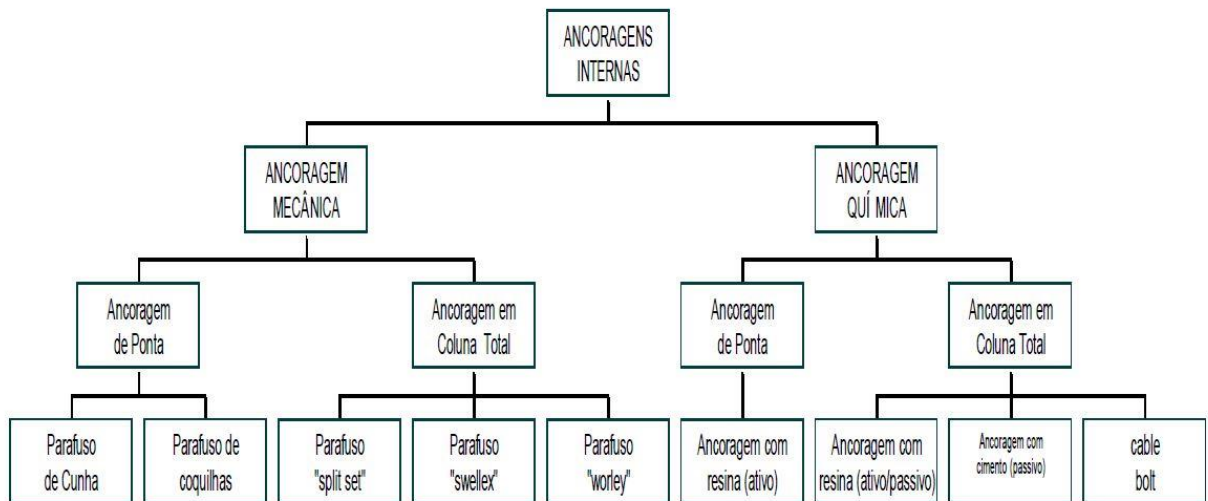 ANCORAGENS
INTERNAS
ANCORAGEM
MECÂNICA
ANCORAGEM
QUÍ MICA
Ancoragem
de Ponta
Ancoragem em
Coluna Total
Ancoragem
de Ponta
Ancoragem em
Coluna Total
Parafuso
de Cunha
Parafuso de
coquilhas
Parafuso
"split set"
Parafuso
"swellex"
Parafuso
"worley"
Ancoragem com
resina (ativo)
Ancoragem com
resina (ativo/passivo)
Ancoragem com
cimento (passivo)
cable
bolt